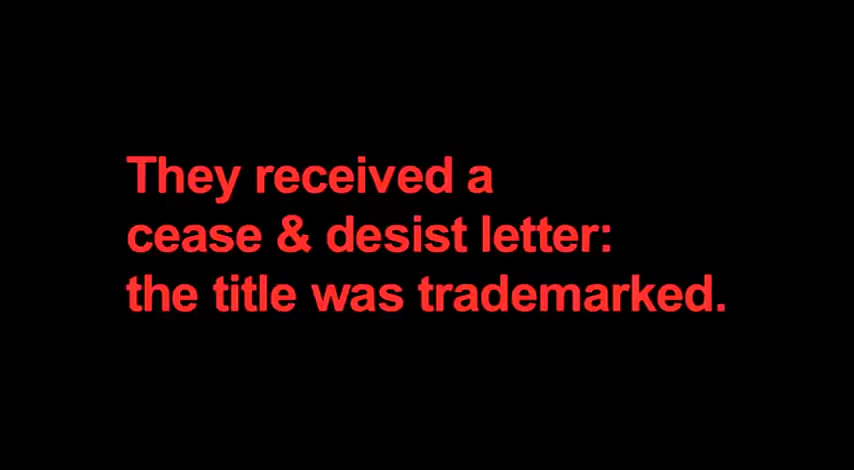 They received a
cease & desist letter:
the title was trademarked.